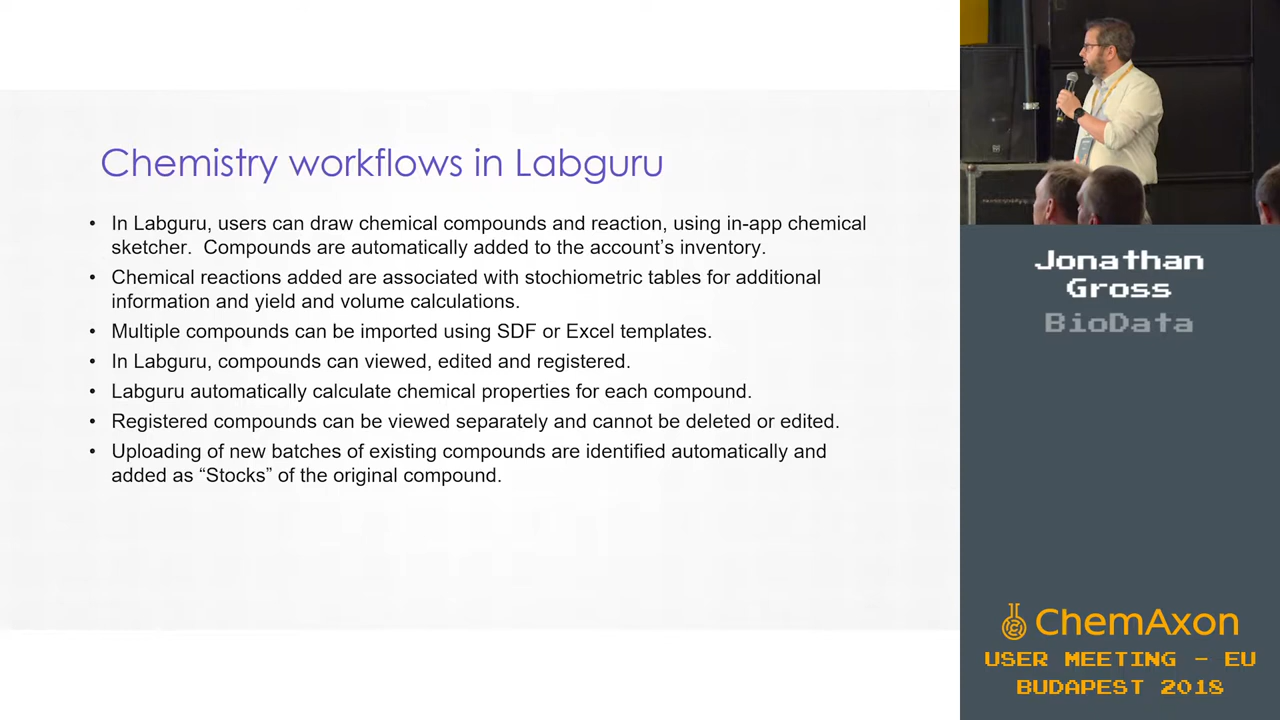 Chemistry workflows in Labguru
• In Labguru, users can draw chemical compounds and reaction, using in-app chemical
sketcher.  Compounds are automatically added to the account’s inventory.
• Chemical reactions added are associated with stochiometric tables for additional
information and yield and volume calculations.
• Multiple compounds can be imported using SDF or Excel templates.
• In Labguru, compounds can viewed, edited and registered.
• Labguru automatically calculate chemical properties for each compound.
• Registered compounds can be viewed separately and cannot be deleted or edited.
• Uploading of new batches of existing compounds are identified automatically and
added as “Stocks” of the original compound.
Jonathan
Gross
BioData
ChemAxon
USER MEETING - EU
BUDAPEST 2018